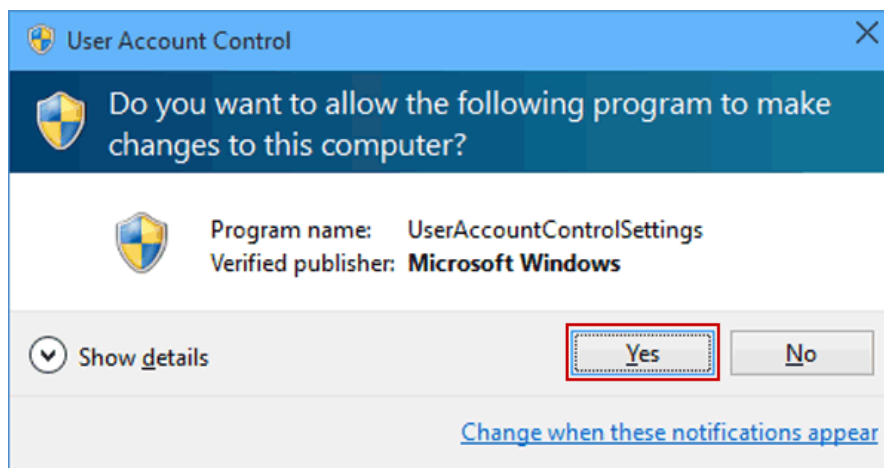 User Account Control
Do you want to allow the following program to make
changes to this computer?
Program name: UserAccountControlSettings
Verified publisher: Microsoft Windows
Show details
Yes
No
Change when these notifications appear